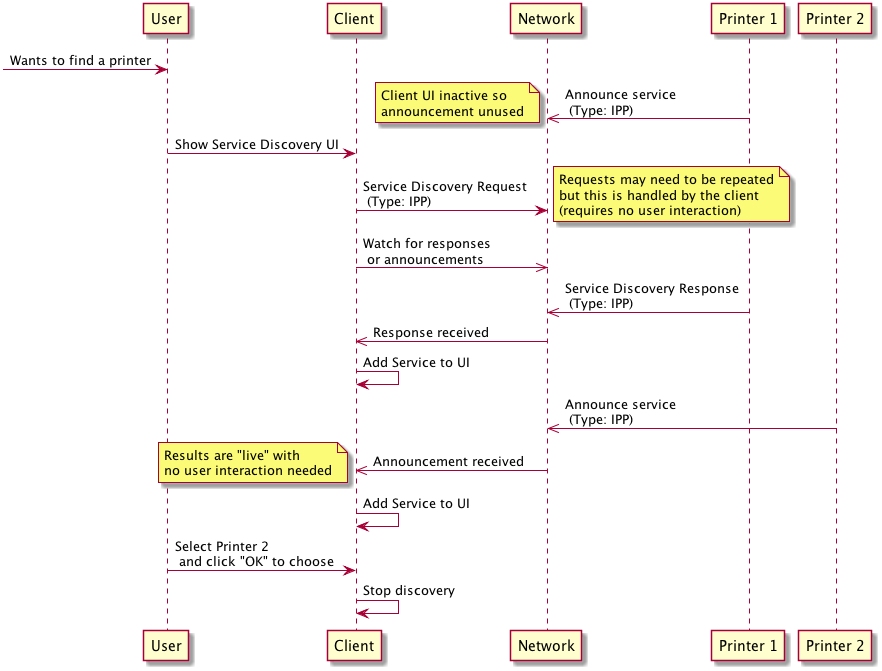 User
Client
Network
Printer 1
Printer 2
Wants to find a printer
Client UI inactive so
announcement unused
Announce service
(Type: IPP)
Show Service Discovery UI
Service Discovery Request
(Type: IPP)
Requests may need to be repeated
but this is handled by the client
(requires no user interaction)
Watch for responses
or announcements
Service Discovery Response
(Type: IPP)
Response received
Add Service to UI
Announce service
(Type: IPP)
Results are "live" with
no user interaction needed
Announcement received
Add Service to UI
Select Printer 2
and click "OK" to choose
Stop discovery
User
Client
Network
Printer 1
Printer 2